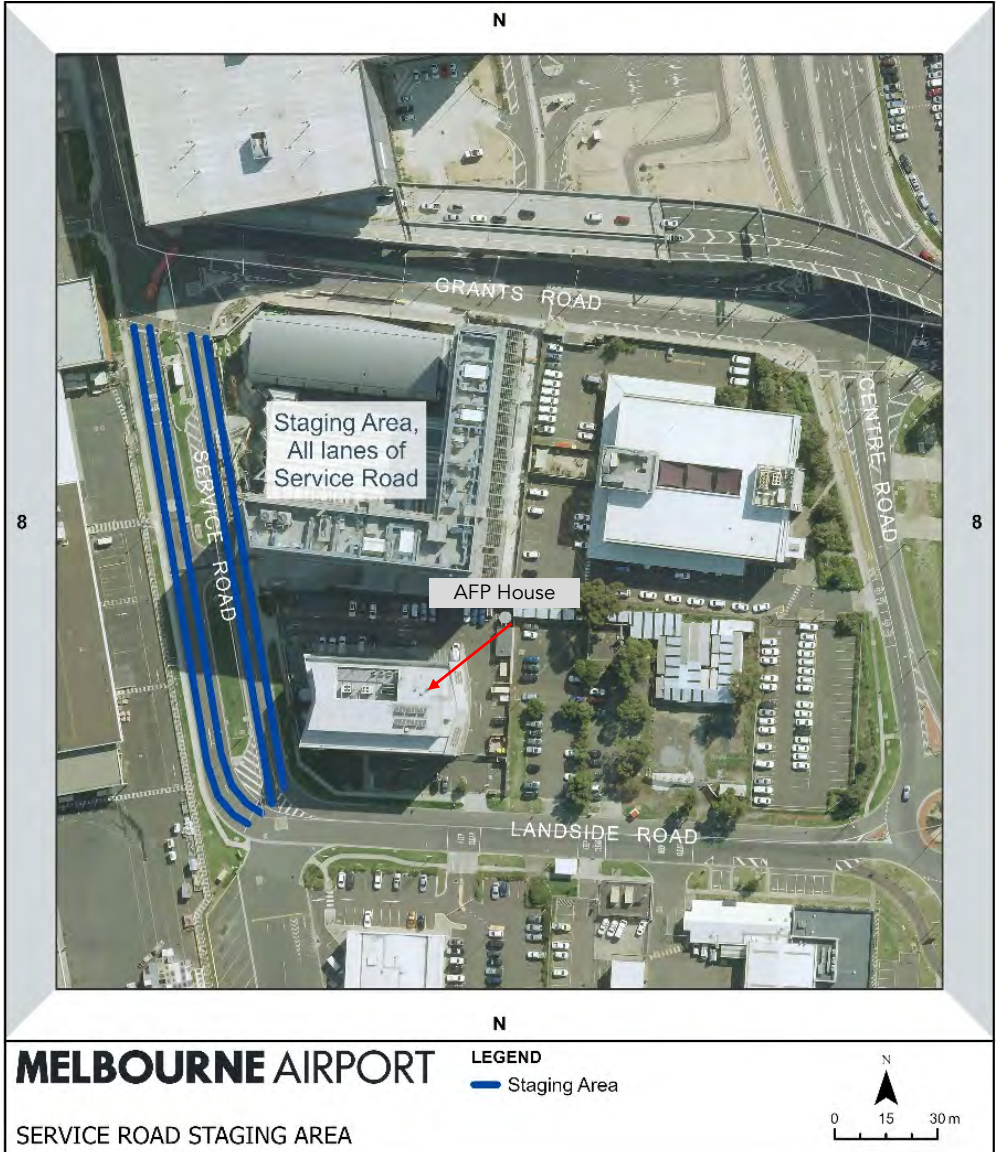 N
GRANTS ROAD
CENTRE ROAD
Staging Area,
All lanes of
Service Road
SERVICE ROAD
8
8
AFP House
LANDSIDE ROAD
N
MELBOURNE AIRPORT
LEGEND
Staging Area
N
0 15 30 m
SERVICE ROAD STAGING AREA